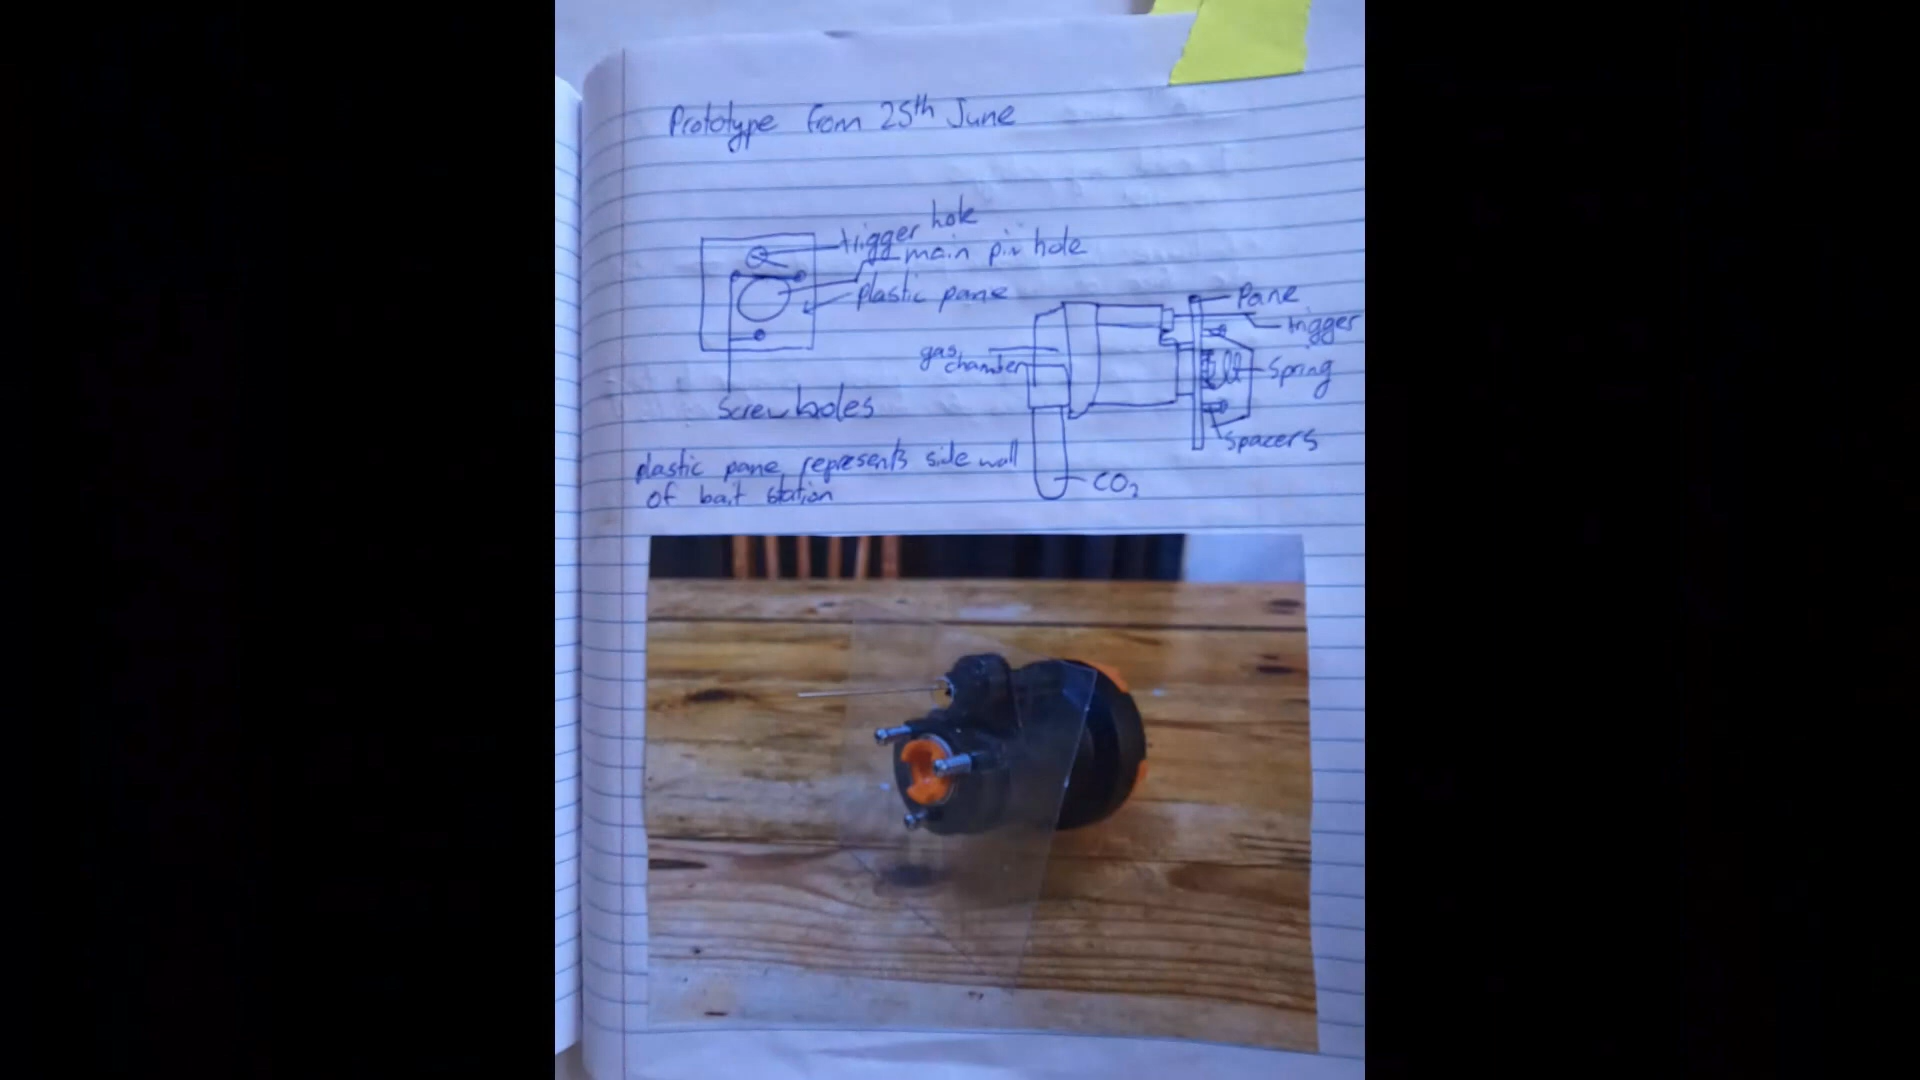 Prototype from 25th June
trigger hole
main pin hole
plastic pane
Screw holes
Pane
trigger
gas chamber
Spring
Spacers
CO2
plastic pane represents side wall
of bait station